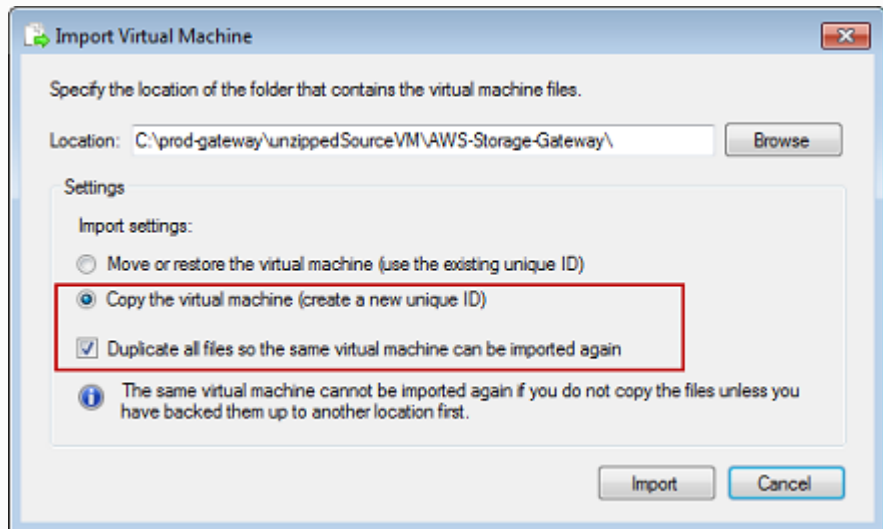 Import Virtual Machine
Specify the location of the folder that contains the virtual machine files.
Location: C:\prod-gateway\unzippedSourceVM\AWS-Storage-Gateway\ Browse
Settings
Import settings:
Move or restore the virtual machine (use the existing unique ID)
Copy the virtual machine (create a new unique ID)
Duplicate all files so the same virtual machine can be imported again
The same virtual machine cannot be imported again if you do not copy the files unless you
have backed them up to another location first.
Import Cancel